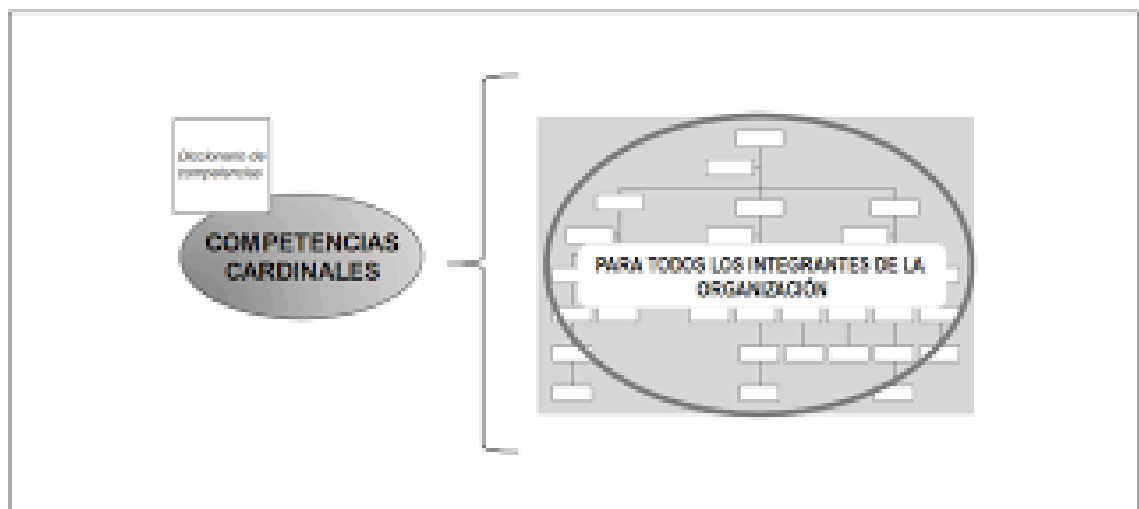 Diccionario de
competencias
COMPETENCIAS
CARDINALES
PARA TODOS LOS INTEGRANTES DE LA
ORGANIZACIÓN